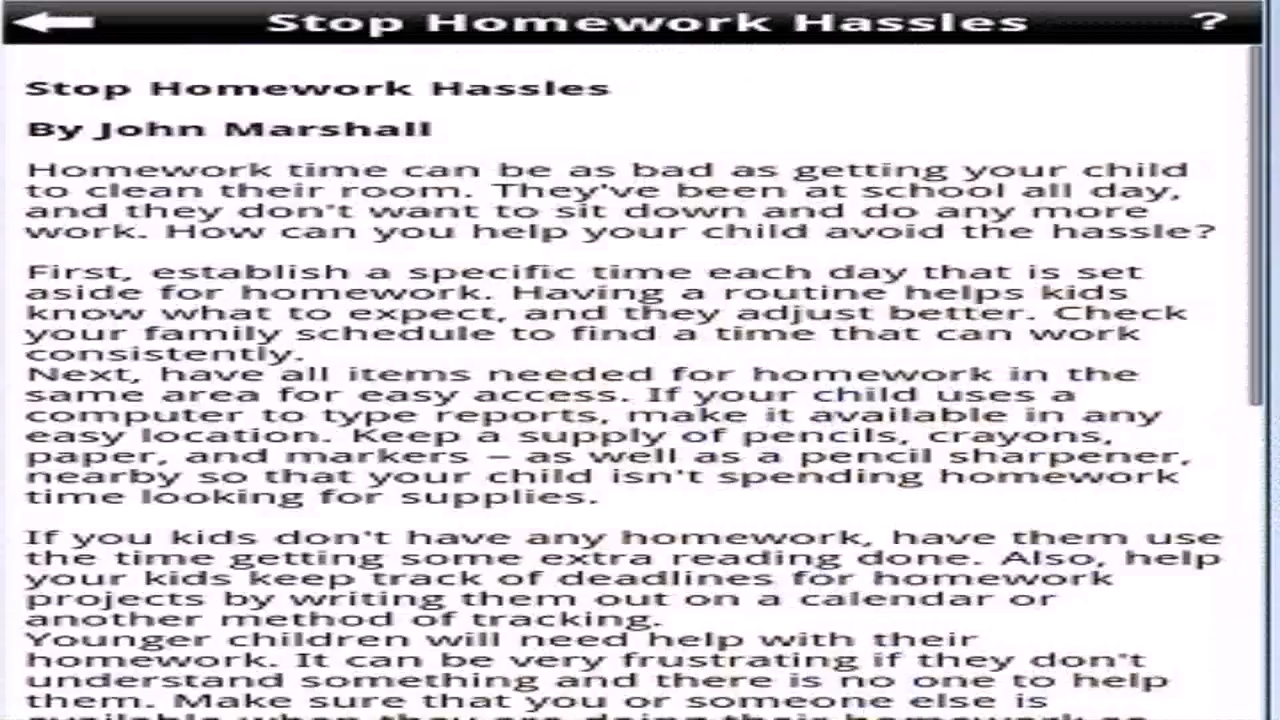 Stop Homework Hassles ?
Stop Homework Hassles
By John Marshall
Homework time can be as bad as getting your child
to clean their room. They've been at school all day,
and they don't want to sit down and do any more
work. How can you help your child avoid the hassle?
First, establish a specific time each day that is set
aside for homework. Having a routine helps kids
know what to expect, and they adjust better. Check
your family schedule to find a time that can work
consistently.
Next, have all items needed for homework in the
same area for easy access. If your child uses a
computer to type reports, make it available in any
easy location. Keep a supply of pencils, crayons,
paper, and markers – as well as a pencil sharpener,
nearby so that your child isn't spending homework
time looking for supplies.
If you kids don't have any homework, have them use
the time getting some extra reading done. Also, help
your kids keep track of deadlines for homework
projects by writing them out on a calendar or
another method of tracking.
Younger children will need help with their
homework. It can be very frustrating if they don't
understand something and there is no one to help
them. Make sure that you or someone else is
available when they are doing their homework so